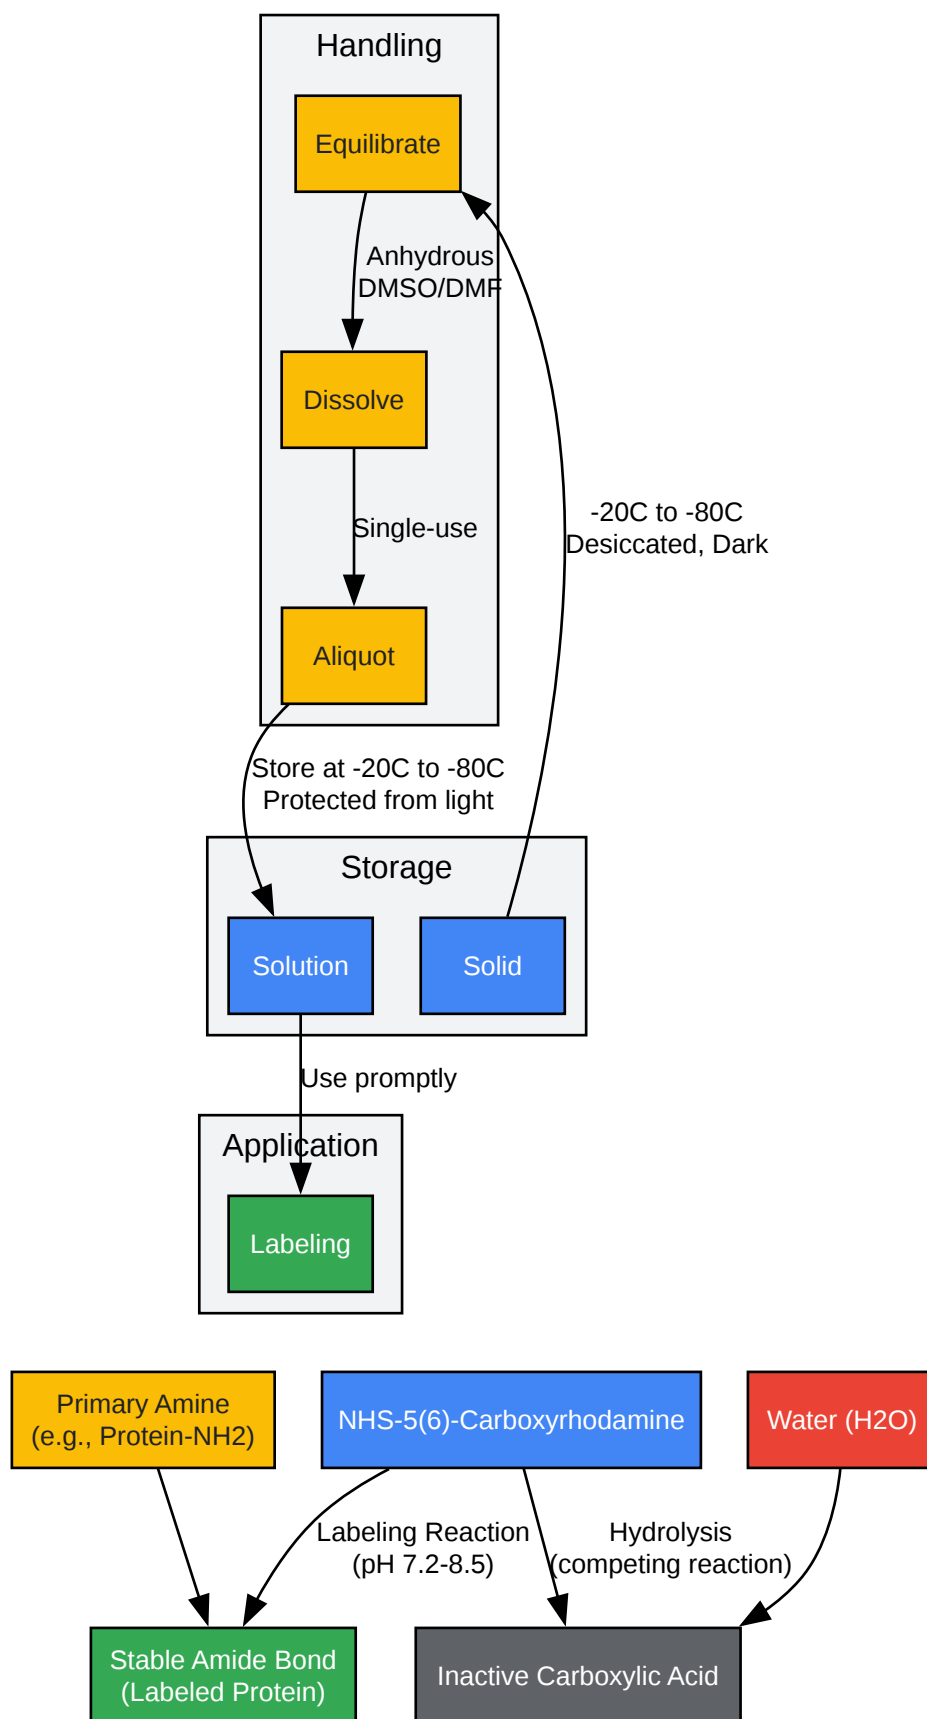 Handling
Equilibrate
Anhydrous
DMSO/DMF
Dissolve
Single-use
Aliquot
-20C to -80C
Desiccated, Dark
Store at -20C to -80C
Protected from light
Storage
Solution
Solid
Use promptly
Application
Labeling
Primary Amine
(e.g., Protein-NH2)
NHS-5(6)-Carboxyrhodamine
Water (H2O)
Labeling Reaction
(pH 7.2-8.5)
Hydrolysis
(competing reaction)
Stable Amide Bond
(Labeled Protein)
Inactive Carboxylic Acid